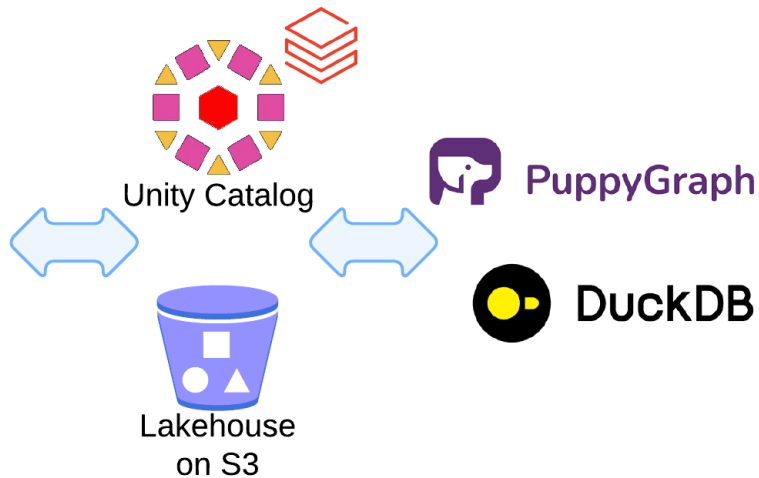 Unity Catalog
PuppyGraph
DuckDB
Lakehouse
on S3